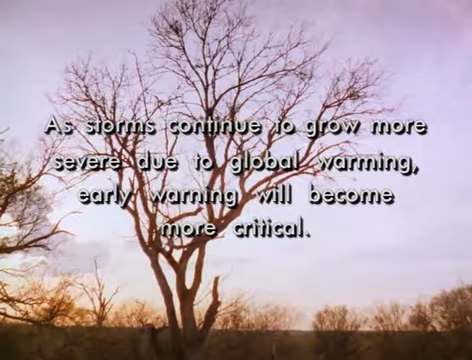 As storms continue to grow more
severe due to global warming,
early warning will become
more critical.